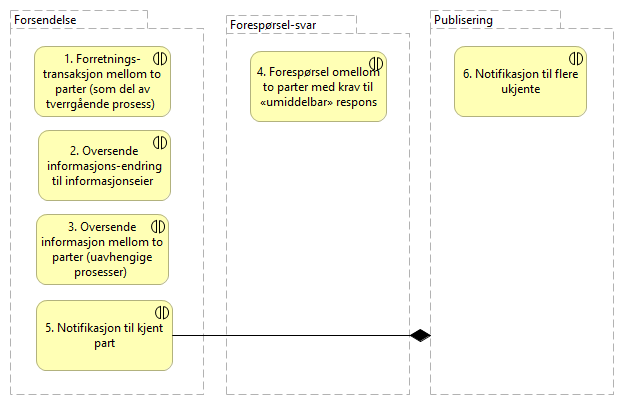 Forsendelse
1. Forretnings-
transaksjon mellom to
parter (som del av
tverrgående prosess)
2. Oversende
informasjons-endring
til informasjonseier
3. Oversende
informasjon mellom to
parter (uavhengige
prosesser)
5. Notifikasjon til kjent
part
Forespørsel-svar
4. Forespørsel omellom
to parter med krav til
«umiddelbar» respons
Publisering
6. Notifikasjon til flere
ukjente